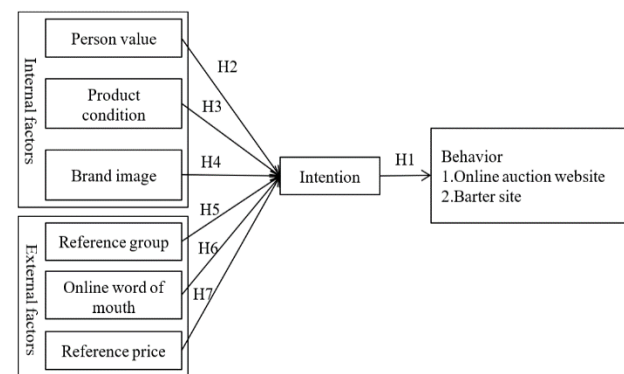 Internal factors
Person value
Product
condition
Brand image
External factors
Reference group
Online word of
mouth
Reference price
H2
H3
H4
H5
H6
H7
Intention
H1
Behavior
1.Online auction website
2.Barter site